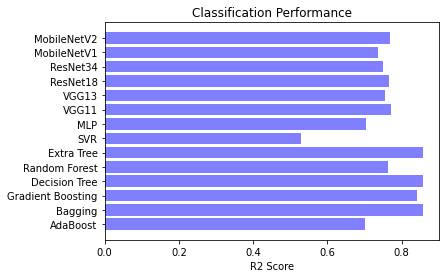 Classification Performance
MobileNetV2
MobileNetV1
ResNet34
ResNet18
VGG13
VGG11
MLP
SVR
Extra Tree
Random Forest
Decision Tree
Gradient Boosting
Bagging
AdaBoost
0.0 0.2 0.4 0.6 0.8
R2 Score